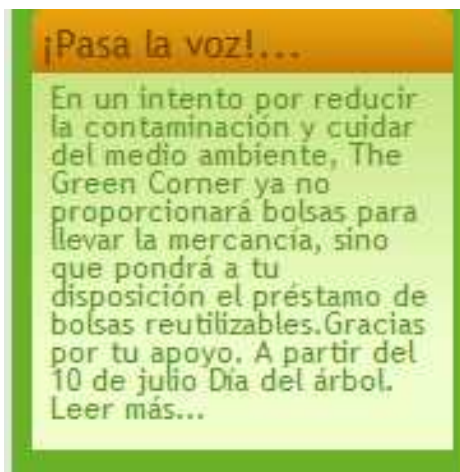 ¡Pasa la voz!...
En un intento por reducir
la contaminación y cuidar
del medio ambiente, The
Green Corner ya no
proporcionará bolsas para
llevar la mercancía, sino
que pondrá a tu
disposición el préstamo de
bolsas reutilizables.Gracias
por tu apoyo. A partir del
10 de julio Día del árbol.
Leer más...